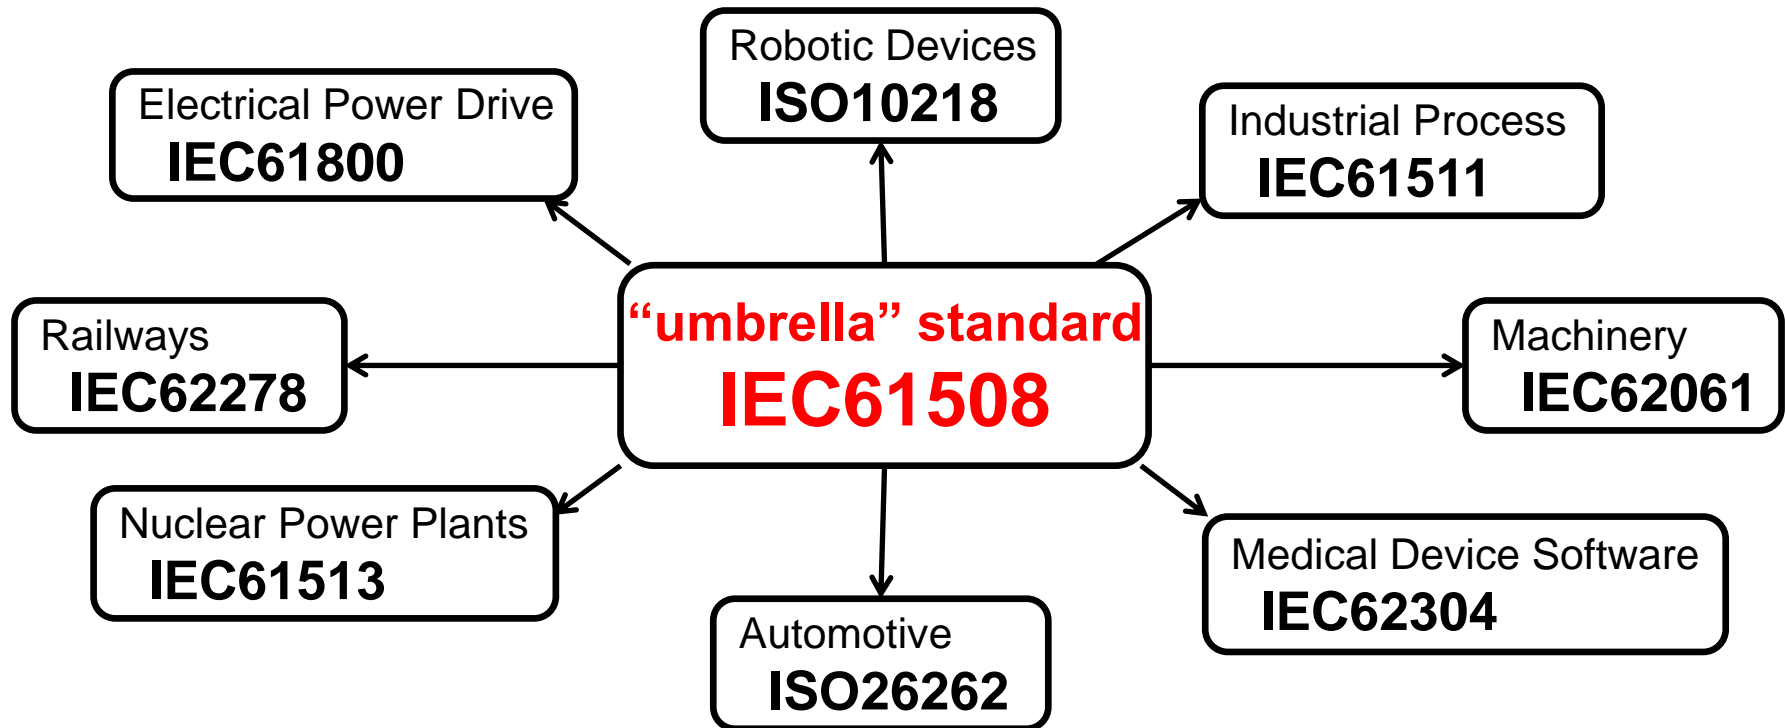 Robotic Devices
ISO10218
Electrical Power Drive
IEC61800
Industrial Process
IEC61511
“umbrella” standard
IEC61508
Railways
IEC62278
Machinery
IEC62061
Nuclear Power Plants
IEC61513
Medical Device Software
IEC62304
Automotive
ISO26262